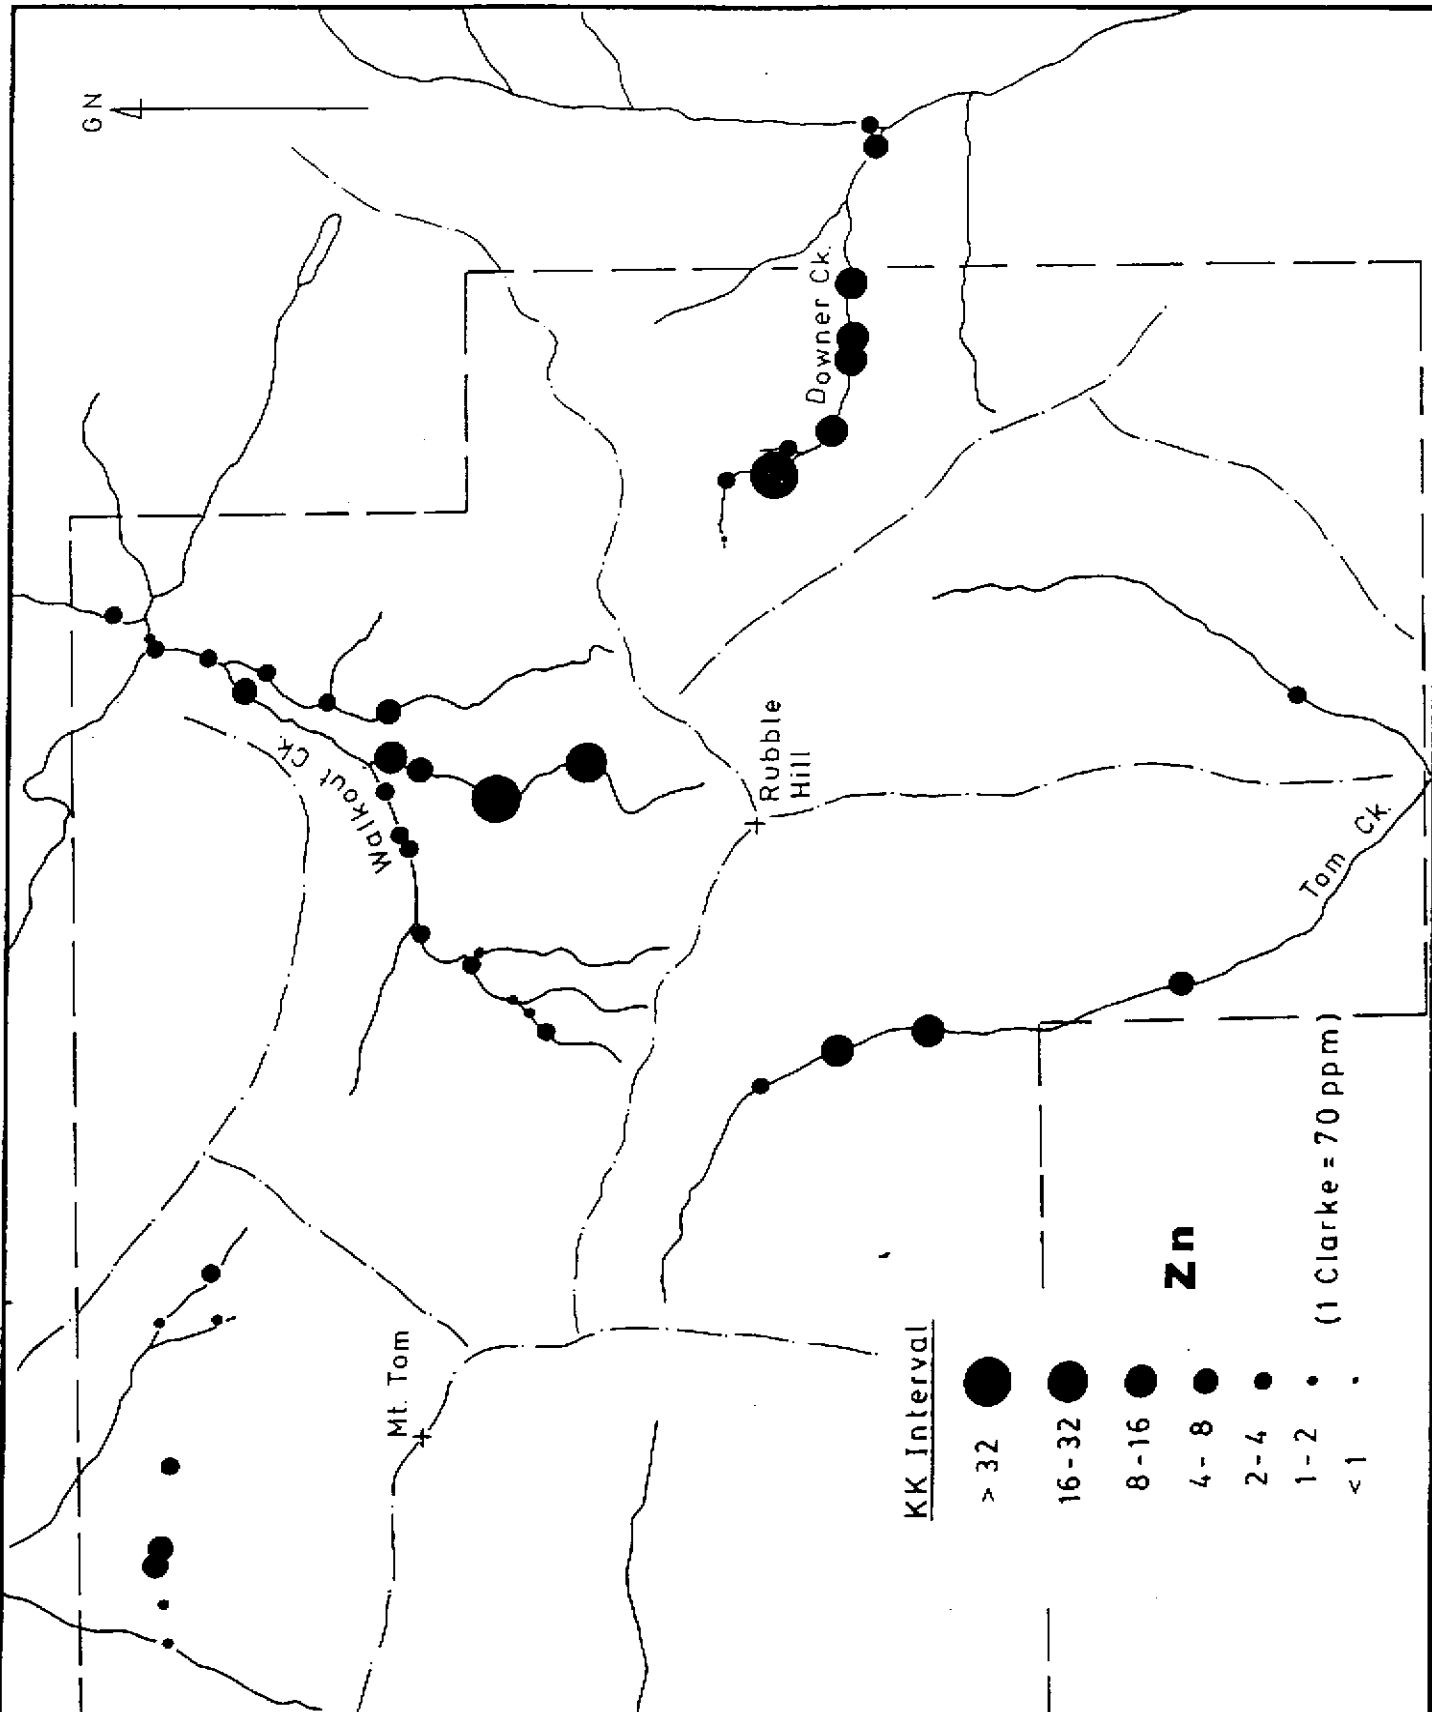 GN
Walkout Ck.
Downer Ck.
Rubble
Hill
Mt. Tom
Tom Ck.
KK Interval
> 32
16-32
8-16
4-8
2-4
1-2
< 1
Zn
(1 Clarke = 70 ppm)